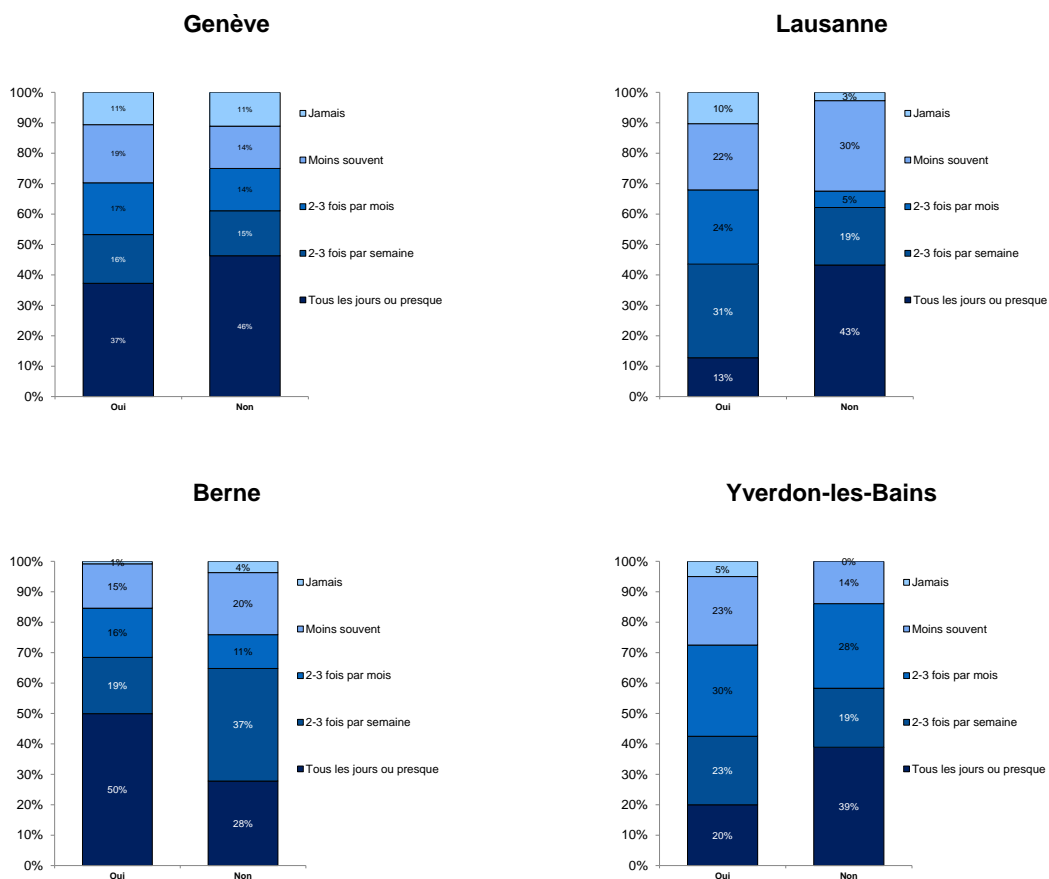 Genève
100%
90%
80%
70%
60%
50%
40%
30%
20%
10%
0%
11%
19%
17%
16%
37%
11%
14%
14%
15%
46%
Oui
Non
Jamais
Moins souvent
2-3 fois par mois
2-3 fois par semaine
Tous les jours ou presque
Lausanne
100%
90%
80%
70%
60%
50%
40%
30%
20%
10%
0%
10%
22%
24%
31%
13%
3%
30%
5%
19%
43%
Oui
Non
Jamais
Moins souvent
2-3 fois par mois
2-3 fois par semaine
Tous les jours ou presque
Berne
100%
90%
80%
70%
60%
50%
40%
30%
20%
10%
0%
1%
15%
16%
19%
50%
4%
20%
11%
37%
28%
Oui
Non
Jamais
Moins souvent
2-3 fois par mois
2-3 fois par semaine
Tous les jours ou presque
Yverdon-les-Bains
100%
90%
80%
70%
60%
50%
40%
30%
20%
10%
0%
5%
23%
30%
23%
20%
0%
14%
28%
19%
39%
Oui
Non
Jamais
Moins souvent
2-3 fois par mois
2-3 fois par semaine
Tous les jours ou presque